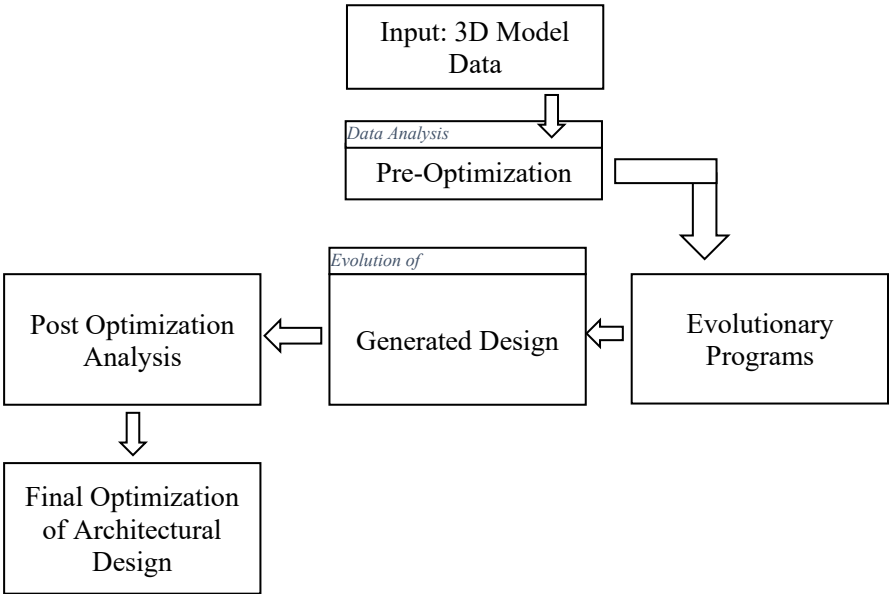 Input: 3D Model
Data
Data Analysis
Pre-Optimization
Evolutionary
Programs
Evolution of
Generated Design
Post Optimization
Analysis
Final Optimization
of Architectural
Design